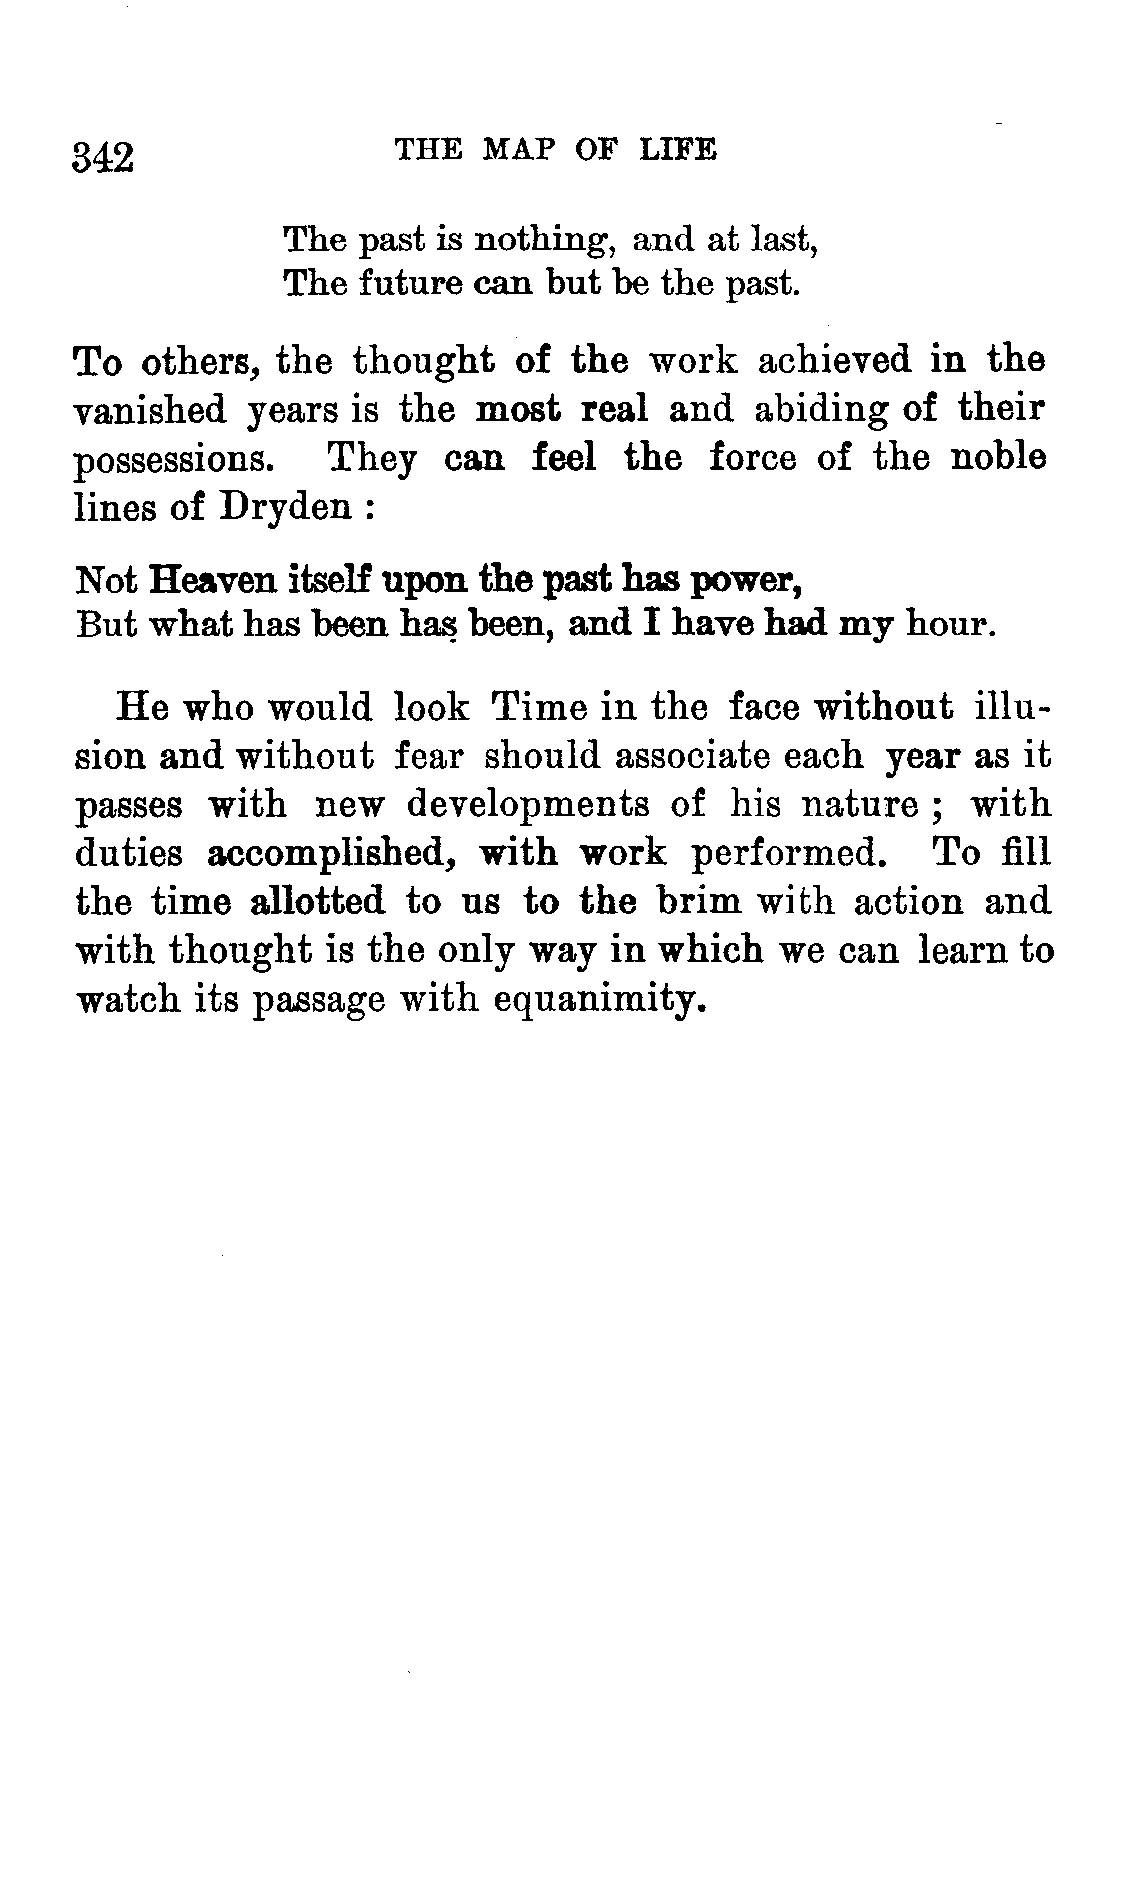 342 THE MAP OF LIFE
The past is nothing, and at last,
The future can but be the past.
To others, the thought of the work achieved in the
vanished years is the most real and abiding of their
possessions. They can feel the force of the noble
lines of Dryden :
Not Heaven itself upon the past has power,
But what has been has been, and I have had my hour.
He who would look Time in the face without illu-
sion and without fear should associate each year as it
passes with new developments of his nature ; with
duties accomplished, with work performed. To fill
the time allotted to us to the brim with action and
with thought is the only way in which we can learn to
watch its passage with equanimity.